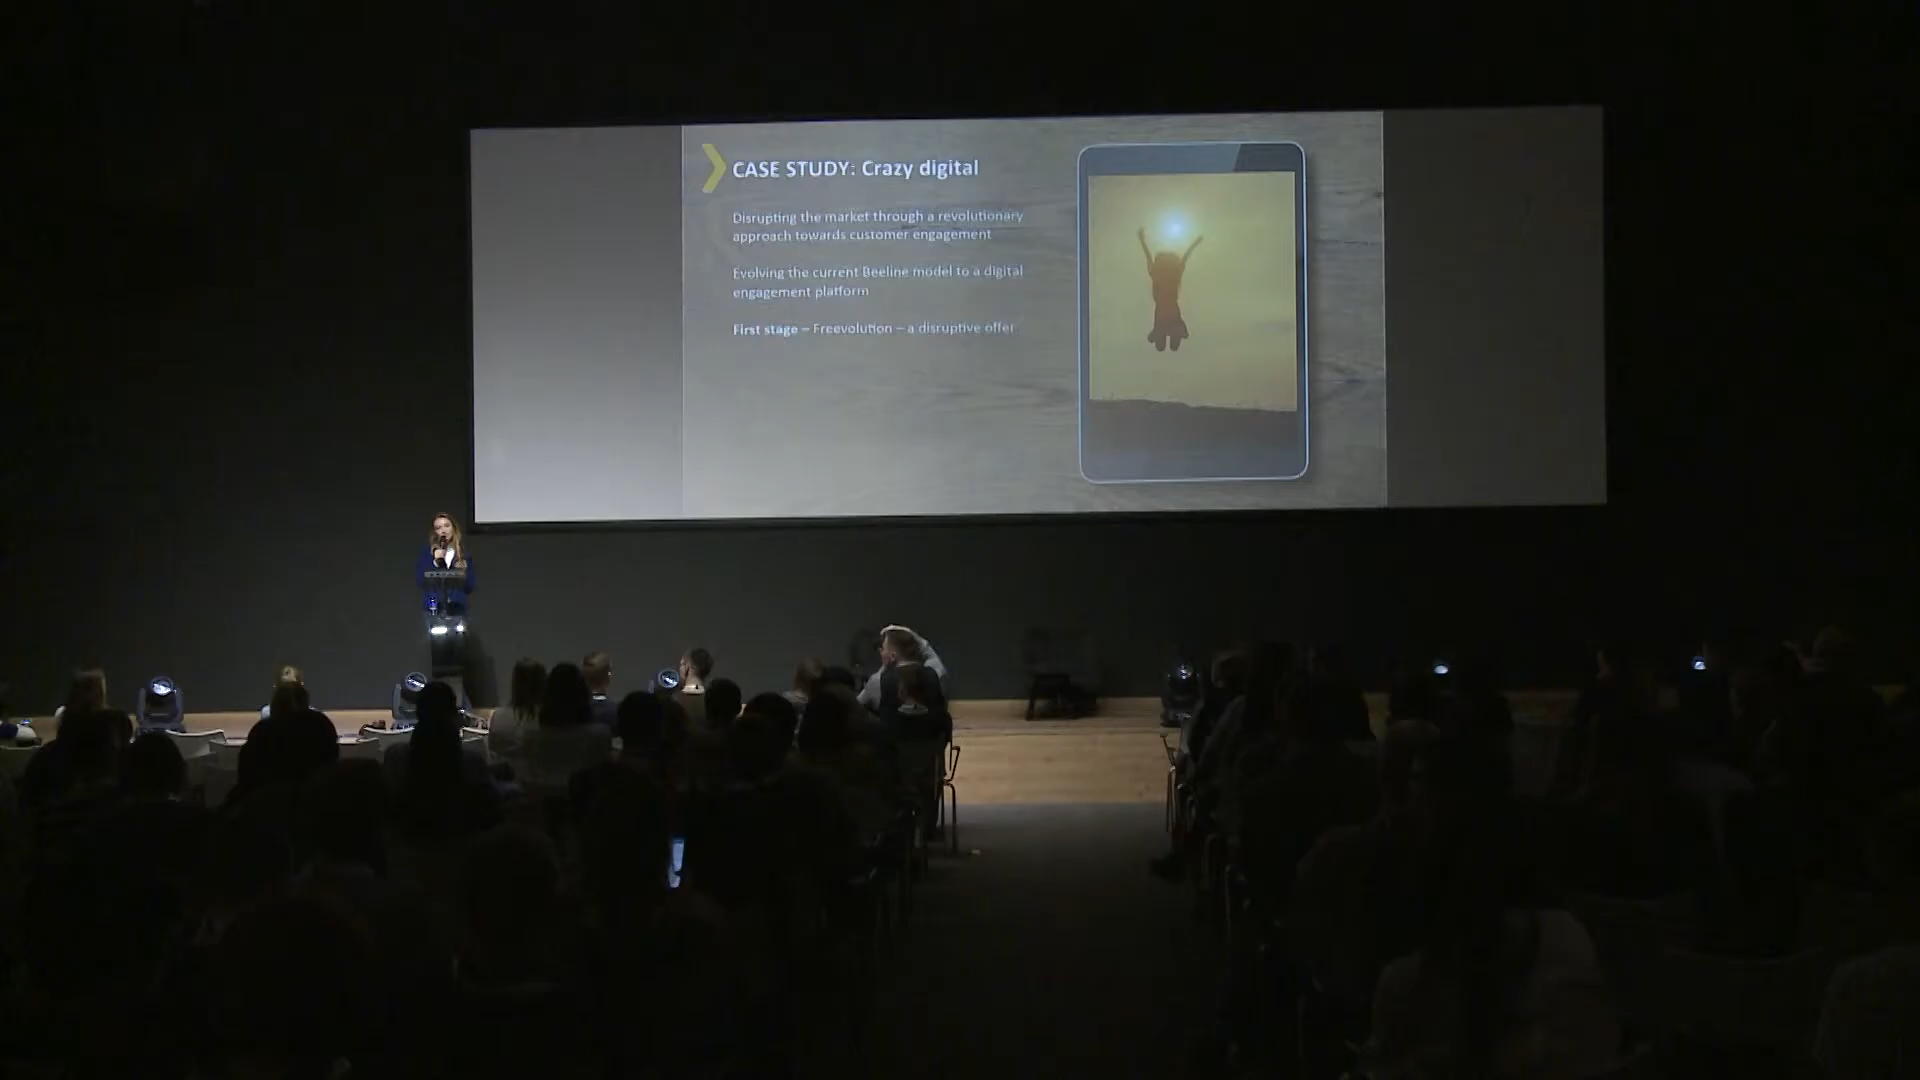 CASE STUDY: Crazy digital
Disrupting the market through a revolutionary
approach towards customer engagement
Evolving the current Beeline model to a digital
engagement platform
First stage – Freevolution – a disruptive offer